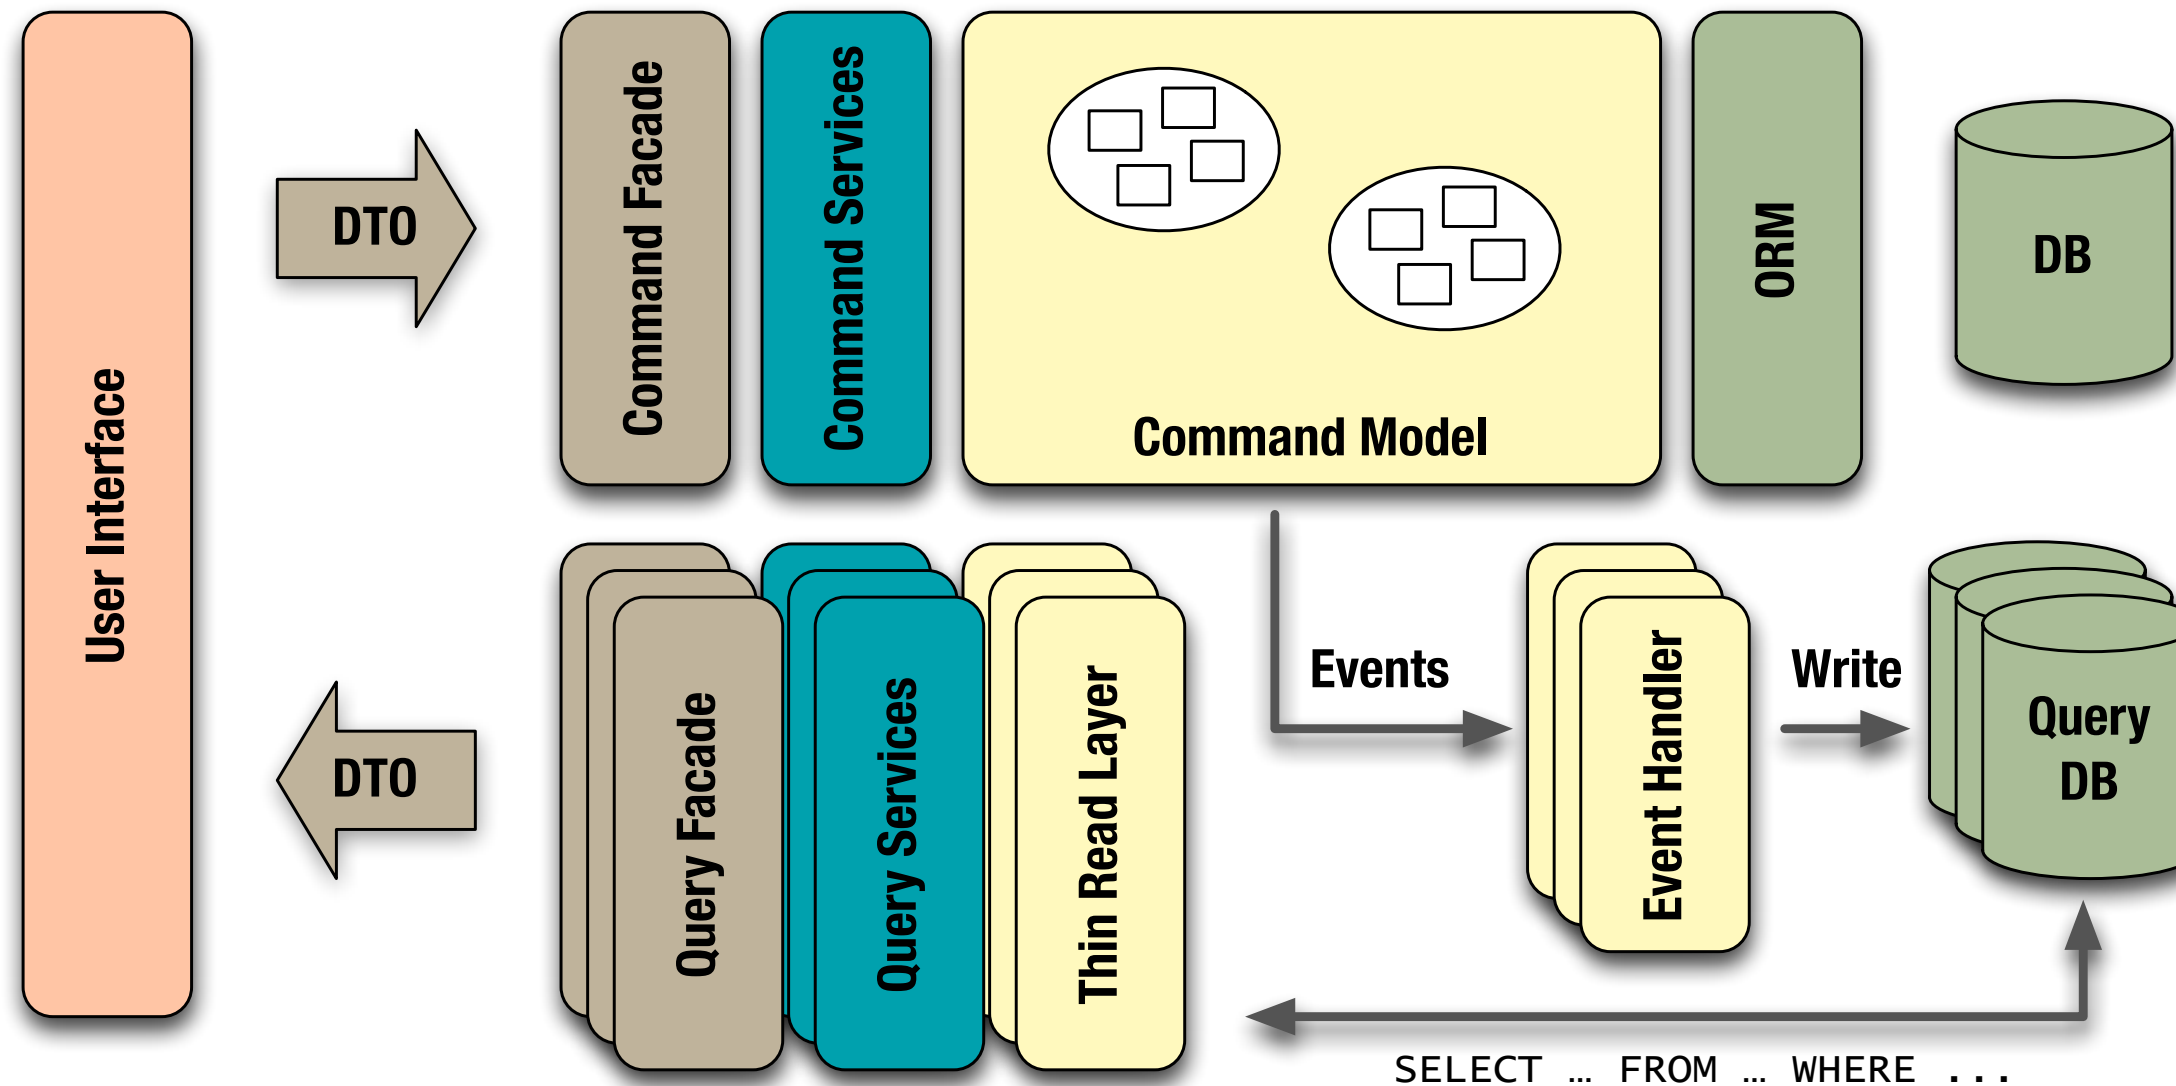 User Interface
DTO
Command Facade
Command Services
Command Model
ORM
DB
DTO
Query Facade
Query Services
Thin Read Layer
Events
Event Handler
Write
Query
DB
SELECT … FROM … WHERE ...